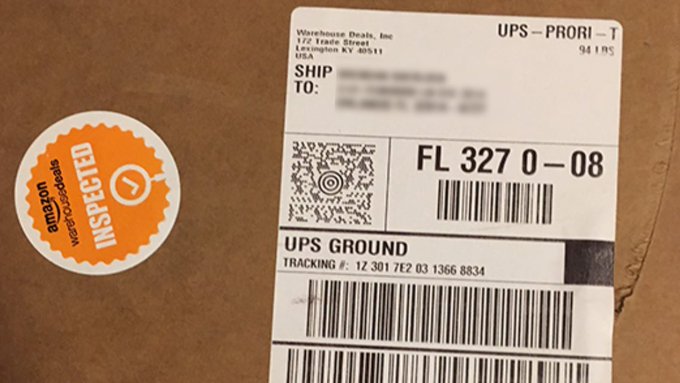 amazon
warehousedeals
INSPECTED
Warehouse Deals, Inc
172 Trade Street
Lexington KY 40511
USA
UPS-PRORI-T
94 LBS
SHIP
TO:
FL 327 0-08
UPS GROUND
TRACKING #: 1Z 301 7E2 03 1366 8834